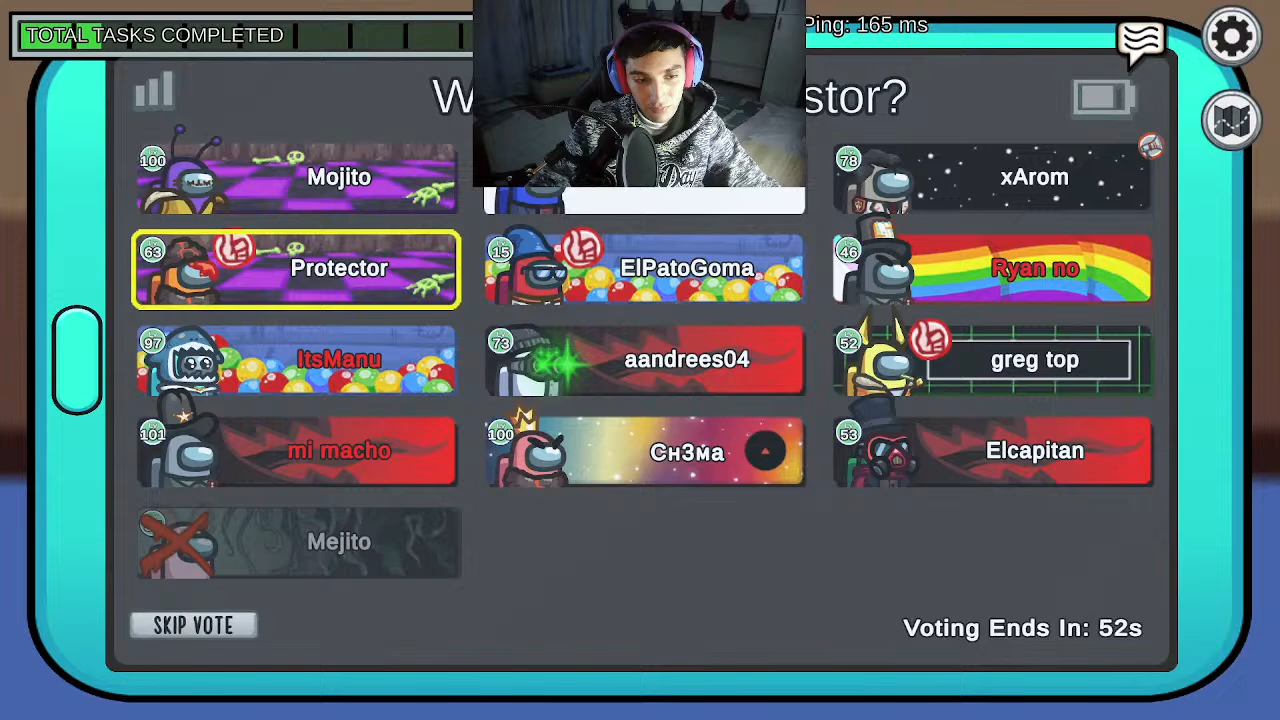 TOTAL TASKS COMPLETED
Ping: 165 ms
W
stor?
100
Mojito
78
xArom
63
Protector
15
ElPatoGoma
46
Ryan no
97
ItsManu
73
aandrees04
52
greg top
101
mi macho
100
Cʜ3ᴍᴀ
53
Elcapitan
Mejito
SKIP VOTE
Voting Ends In: 52s